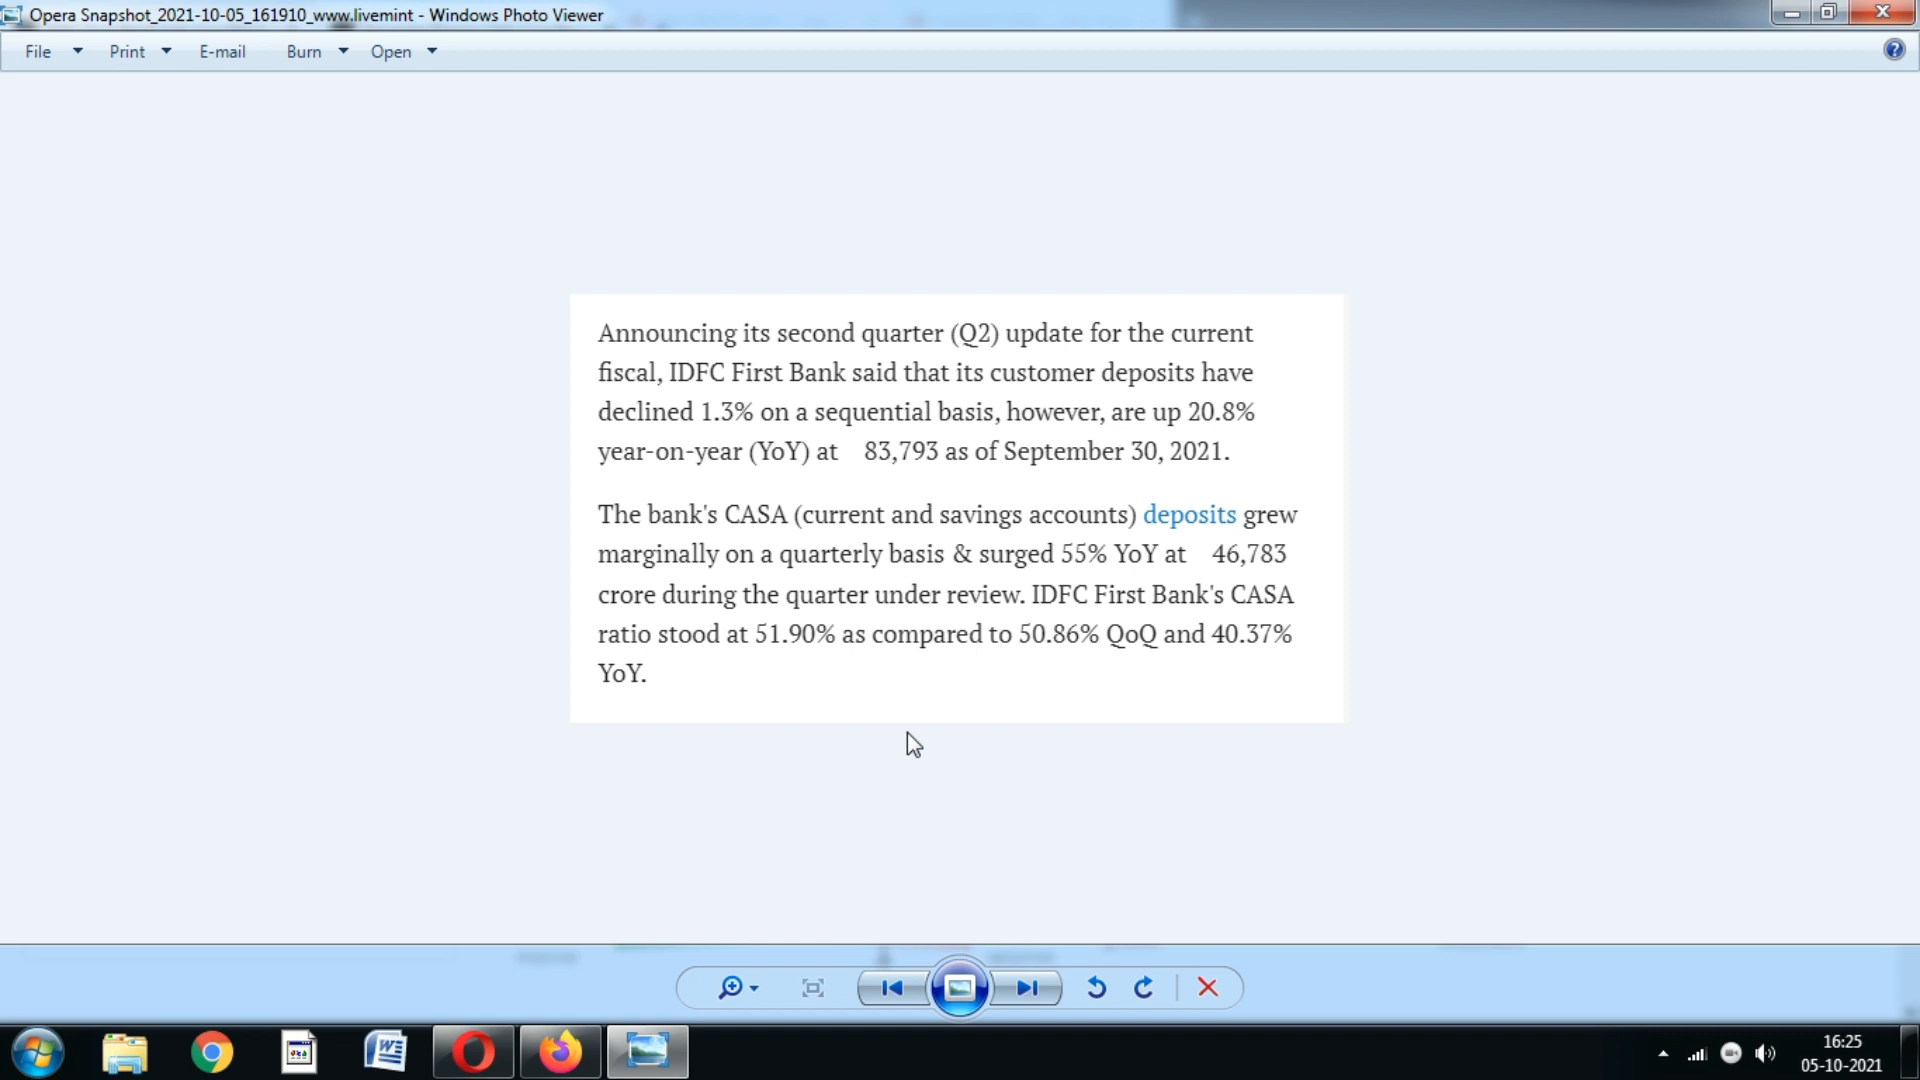 Opera Snapshot_2021-10-05_161910_www.livemint - Windows Photo Viewer
File Print E-mail Burn Open
Announcing its second quarter (Q2) update for the current
fiscal, IDFC First Bank said that its customer deposits have
declined 1.3% on a sequential basis, however, are up 20.8%
year-on-year (YoY) at 83,793 as of September 30, 2021.
The bank's CASA (current and savings accounts) deposits grew
marginally on a quarterly basis & surged 55% YoY at 46,783
crore during the quarter under review. IDFC First Bank's CASA
ratio stood at 51.90% as compared to 50.86% QoQ and 40.37%
YoY.
16:25
05-10-2021